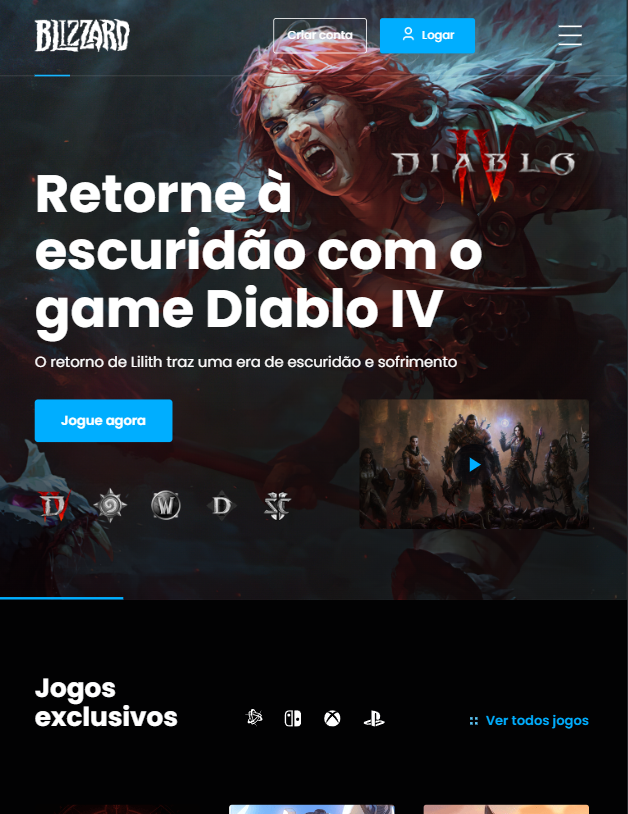 BLIZZARD
Criar conta
Logar
DIABLO
IV
Retorne à
escuridão com o
game Diablo IV
O retorno de Lilith traz uma era de escuridão e sofrimento
Jogue agora
D
W
D
SC
Jogos
exclusivos
Ver todos jogos